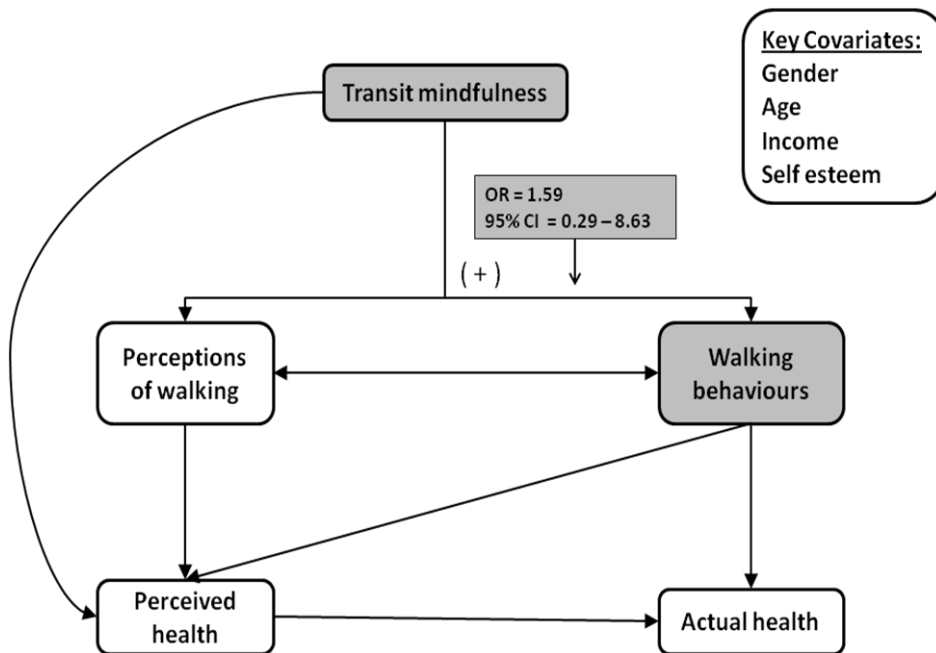 Key Covariates:
Gender
Age
Income
Self esteem
Transit mindfulness
OR = 1.59
95% CI = 0.29 – 8.63
( + )
Perceptions
of walking
Walking
behaviours
Perceived
health
Actual health